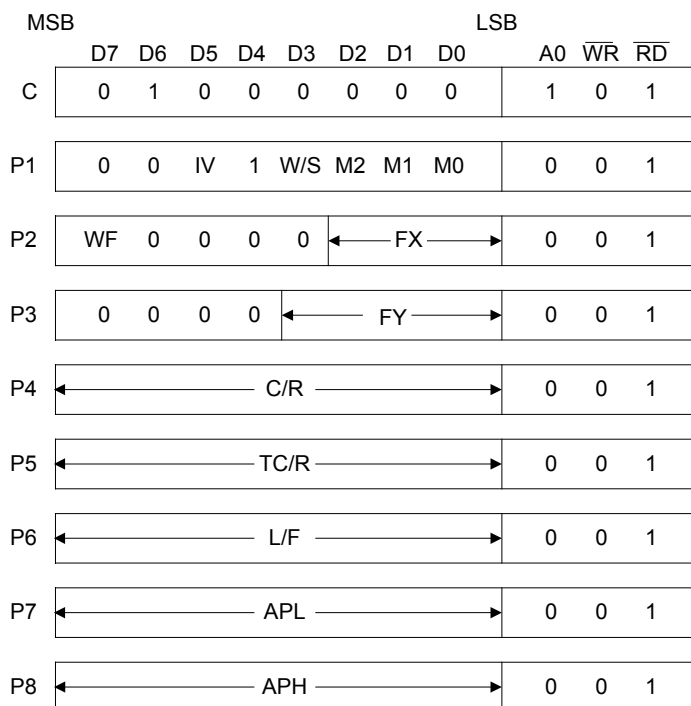 MSB LSB
D7 D6 D5 D4 D3 D2 D1 D0 A0 W̅R̅ R̅D̅
C 0 1 0 0 0 0 0 0 1 0 1
P1 0 0 IV 1 W/S M2 M1 M0 0 0 1
P2 WF 0 0 0 0 FX 0 0 1
P3 0 0 0 0 FY 0 0 1
P4 C/R 0 0 1
P5 TC/R 0 0 1
P6 L/F 0 0 1
P7 APL 0 0 1
P8 APH 0 0 1